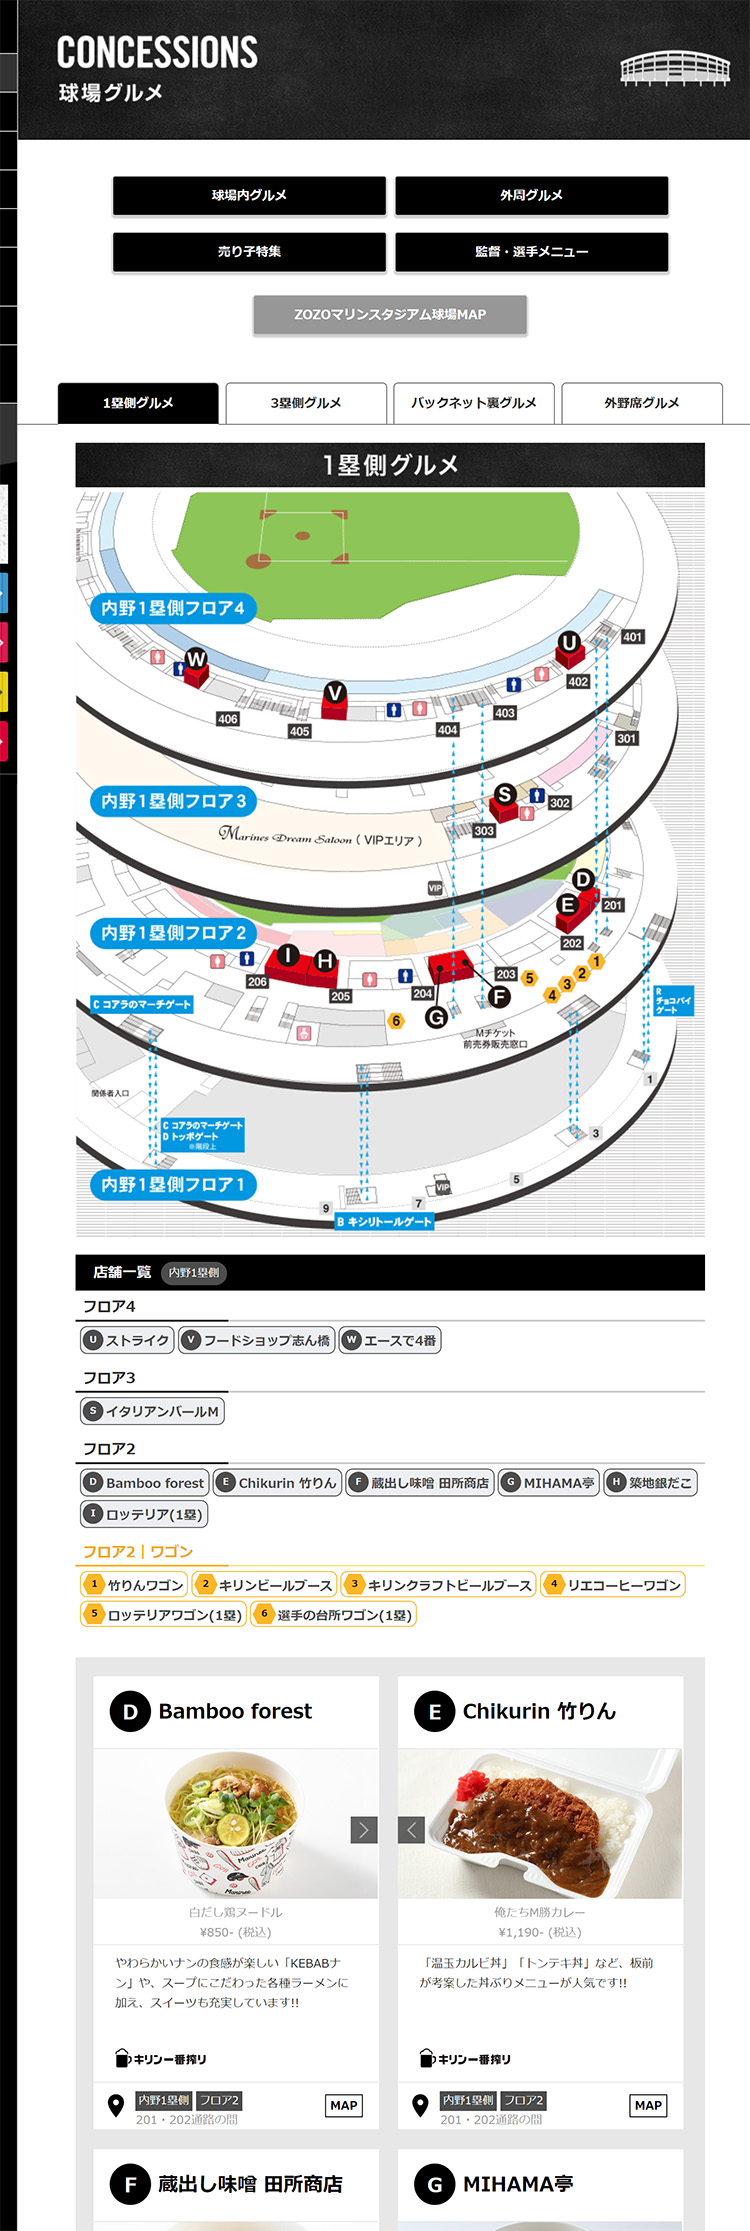 CONCESSIONS
球場グルメ
球場内グルメ
外周グルメ
売り子特集
監督・選手メニュー
ZOZOマリンスタジアム球場MAP
1塁側グルメ
3塁側グルメ
バックネット裏グルメ
外野席グルメ
1塁側グルメ
内野1塁側フロア4
U
401
W
402
V
406
405
404
403
301
内野1塁側フロア3
S
302
303
Marines Dream Saloon ( VIPエリア )
VIP
D
E
201
内野1塁側フロア2
202
I
H
1
2
3
4
5
206
205
204
203
F
G
6
C コアラのマーチゲート
R
チョコパイ
ゲート
Mチケット
前売券販売窓口
1
関係者入口
C コアラのマーチゲート
D トッポゲート
※階段上
3
内野1塁側フロア1
5
VIP
7
9
B キシリトールゲート
店舗一覧 内野1塁側
フロア4
U ストライク V フードショップ志ん橋 W エースで4番
フロア3
S イタリアンバールM
フロア2
D Bamboo forest E Chikurin 竹りん F 蔵出し味噌 田所商店 G MIHAMA亭 H 築地銀だこ
I ロッテリア(1塁)
フロア2 | ワゴン
1 竹りんワゴン 2 キリンビールブース 3 キリンクラフトビールブース 4 リエコーヒーワゴン
5 ロッテリアワゴン(1塁) 6 選手の台所ワゴン(1塁)
D Bamboo forest
白だし鶏ヌードル
¥850- (税込)
やわらかいナンの食感が楽しい「KEBABナ
ン」や、スープにこだわった各種ラーメンに
加え、スイーツも充実しています!!
キリン一番搾り
内野1塁側 フロア2
201・202通路の間
MAP
E Chikurin 竹りん
俺たちM勝カレー
¥1,190- (税込)
「温玉カルビ丼」「トンテキ丼」など、板前
が考案した丼ぶりメニューが人気です!!
キリン一番搾り
内野1塁側 フロア2
201・202通路の間
MAP
F 蔵出し味噌 田所商店
G MIHAMA亭